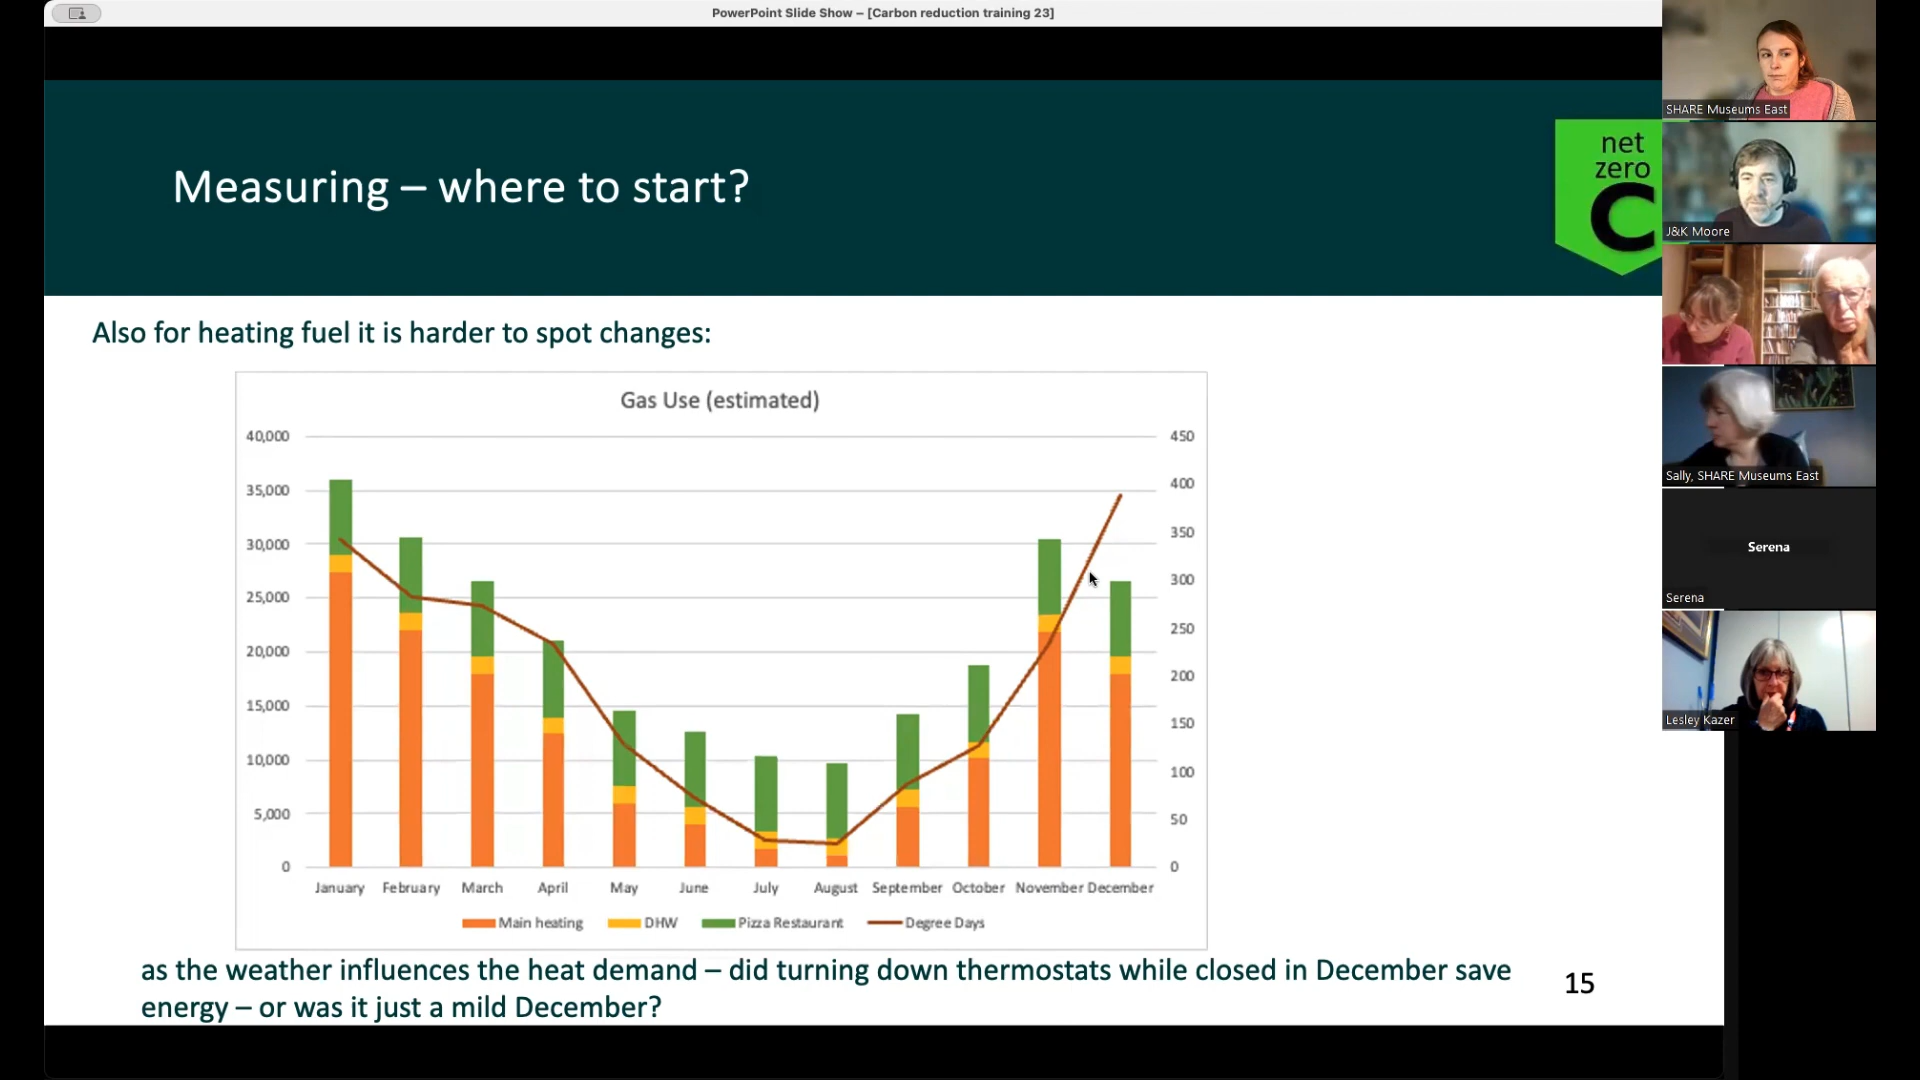 PowerPoint Slide Show – [Carbon reduction training 23]
Measuring – where to start?
net
zero
C
Also for heating fuel it is harder to spot changes:
Gas Use (estimated)
40,000
35,000
30,000
25,000
20,000
15,000
10,000
5,000
0
450
400
350
300
250
200
150
100
50
0
January February March April May June July August September October November December
Main heating DHW Pizza Restaurant Degree Days
as the weather influences the heat demand – did turning down thermostats while closed in December save
energy – or was it just a mild December?
15
SHARE Museums East
J&K Moore
Sally, SHARE Museums East
Serena
Serena
Lesley Kazer